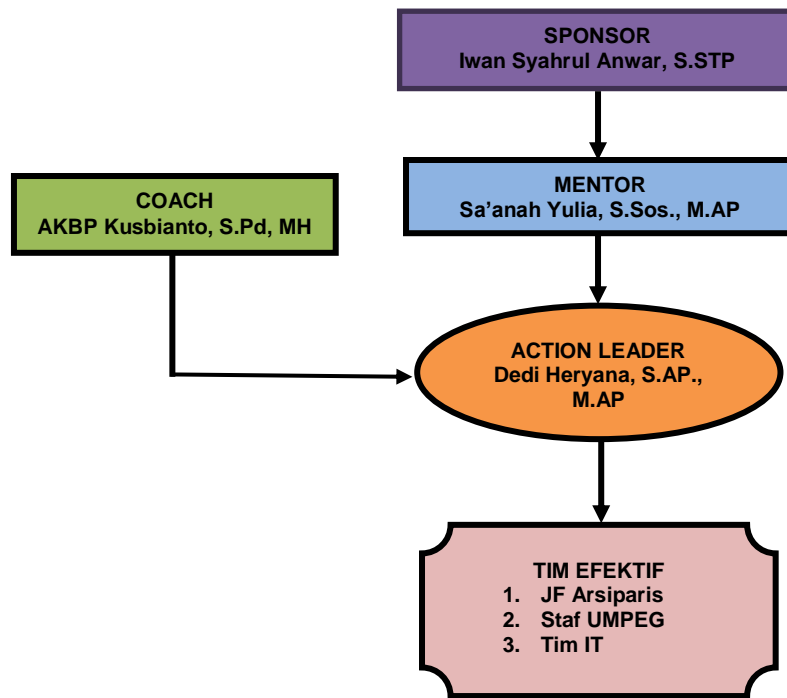 SPONSOR
Iwan Syahrul Anwar, S.STP
MENTOR
Sa’anah Yulia, S.Sos., M.AP
COACH
AKBP Kusbianto, S.Pd, MH
ACTION LEADER
Dedi Heryana, S.AP.,
M.AP
TIM EFEKTIF
1. JF Arsiparis
2. Staf UMPEG
3. Tim IT